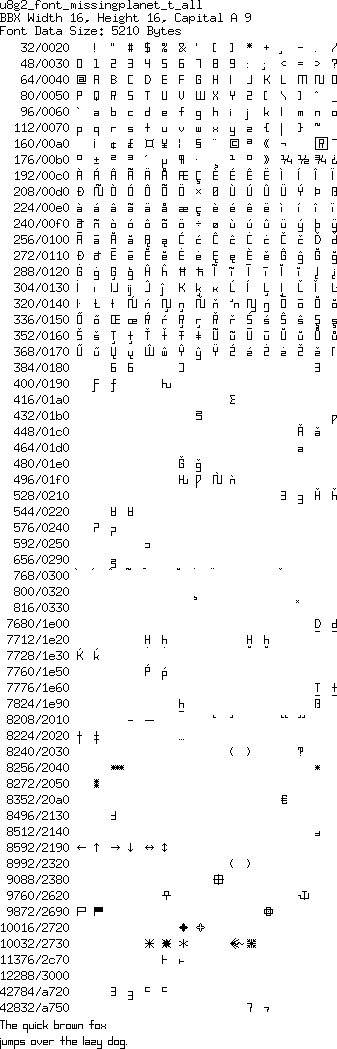 u8g2_font_missingplanet_t_all
BBX Width 16, Height 16, Capital A 9
Font Data Size: 5210 Bytes
32/0020 ! " # $ % & ' ( ) * + , - . /
48/0030 0 1 2 3 4 5 6 7 8 9 : ; < = > ?
64/0040 @ A B C D E F G H I J K L M N O
80/0050 P Q R S T U V W X Y Z [ \ ] ^ _
96/0060 ` a b c d e f g h i j k l m n o
112/0070 p q r s t u v w x y z { | } ~
160/00a0 ¡ ¢ £ ¤ ¥ ¦ § ¨ © ª « ¬ ®
176/00b0 ° ± ² ³ ´ µ ¶ · ¸ ¹ º » ¼ ½ ¾ ¿
192/00c0 À Á Â Ã Ä Å Æ Ç È É Ê Ë Ì Í Î Ï
208/00d0 Ð Ñ Ò Ó Ô Õ Ö × Ø Ù Ú Û Ü Ý Þ ß
224/00e0 à á â ã ä å æ ç è é ê ë ì í î ï
240/00f0 ð ñ ò ó ô õ ö ÷ ø ù ú û ü ý þ ÿ
256/0100 Ā ā Ă ă Ą ą Ć ć Ĉ ĉ Ċ ċ Č č Ď ď
272/0110 Đ đ Ē ē Ĕ ĕ Ė ė Ę ę Ě ě Ĝ ĝ Ğ ğ
288/0120 Ġ ġ Ģ ģ Ĥ ĥ Ħ ħ Ĩ ĩ Ī ī Ĭ ĭ Į į
304/0130 İ ı Ĳ ĳ Ĵ ĵ Ķ ķ ĸ Ĺ ĺ Ļ ļ Ľ ľ Ŀ
320/0140 ŀ Ł ł Ń ń Ņ ņ Ň ň ŉ Ŋ ŋ Ō ō Ŏ ŏ
336/0150 Ő ő Œ œ Ŕ ŕ Ŗ ŗ Ř ř Ś ś Ŝ ŝ Ş ş
352/0160 Š š Ţ ţ Ť ť Ŧ ŧ Ũ ũ Ū ū Ŭ ŭ Ů ů
368/0170 Ű ű Ų ų Ŵ ŵ Ŷ ŷ Ÿ Ź ź Ż ż Ž ž ſ
384/0180
400/0190 Ƒ ƒ ƕ
416/01a0 Ʃ
432/01b0
448/01c0 Ǎ ǎ
464/01d0
480/01e0 Ǧ ǧ
496/01f0 Ƕ Ƿ Ǹ ǹ
528/0210 Ȝ ȝ Ȟ ȟ
544/0220
576/0240
592/0250
656/0290
768/0300
800/0320
816/0330
7680/1e00 Ḏ ḏ
7712/1e20
7728/1e30 Ḱ ḱ
7760/1e50 Ṕ ṕ
7776/1e60 Ṯ ṯ
7824/1e90 ẖ ẞ
8208/2010
8224/2020 † ‡ …
8240/2030
8256/2040
8272/2050
8352/20a0
8496/2130
8512/2140
8592/2190 ← ↑ → ↓ ↔ ↕
8992/2320
9088/2380
9760/2620
9872/2690 ⚐ ⚑
10016/2720 ✦ ✧
10032/2730
11376/2c70
12288/3000
42784/a720
42832/a750
The quick brown fox
jumps over the lazy dog.